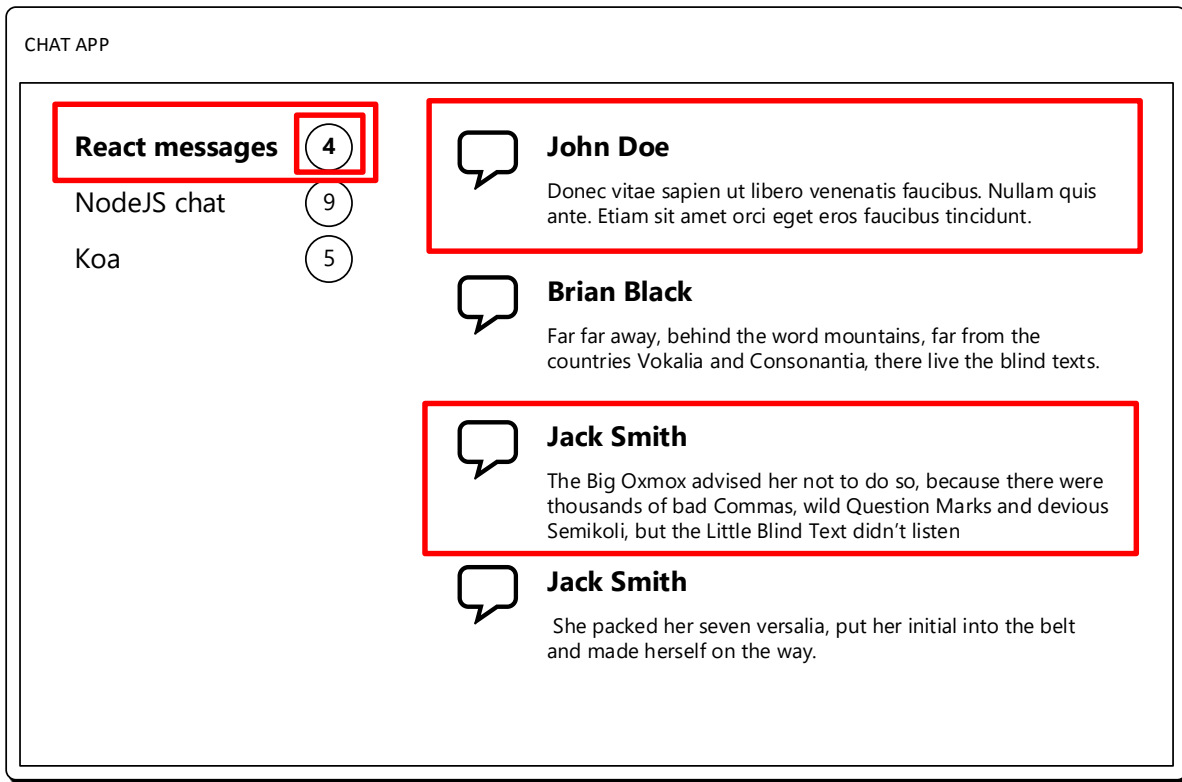 CHAT APP
React messages 4
NodeJS chat 9
Koa 5
John Doe
Donec vitae sapien ut libero venenatis faucibus. Nullam quis
ante. Etiam sit amet orci eget eros faucibus tincidunt.
Brian Black
Far far away, behind the word mountains, far from the
countries Vokalia and Consonantia, there live the blind texts.
Jack Smith
The Big Oxmox advised her not to do so, because there were
thousands of bad Commas, wild Question Marks and devious
Semikoli, but the Little Blind Text didn’t listen
Jack Smith
She packed her seven versalia, put her initial into the belt
and made herself on the way.